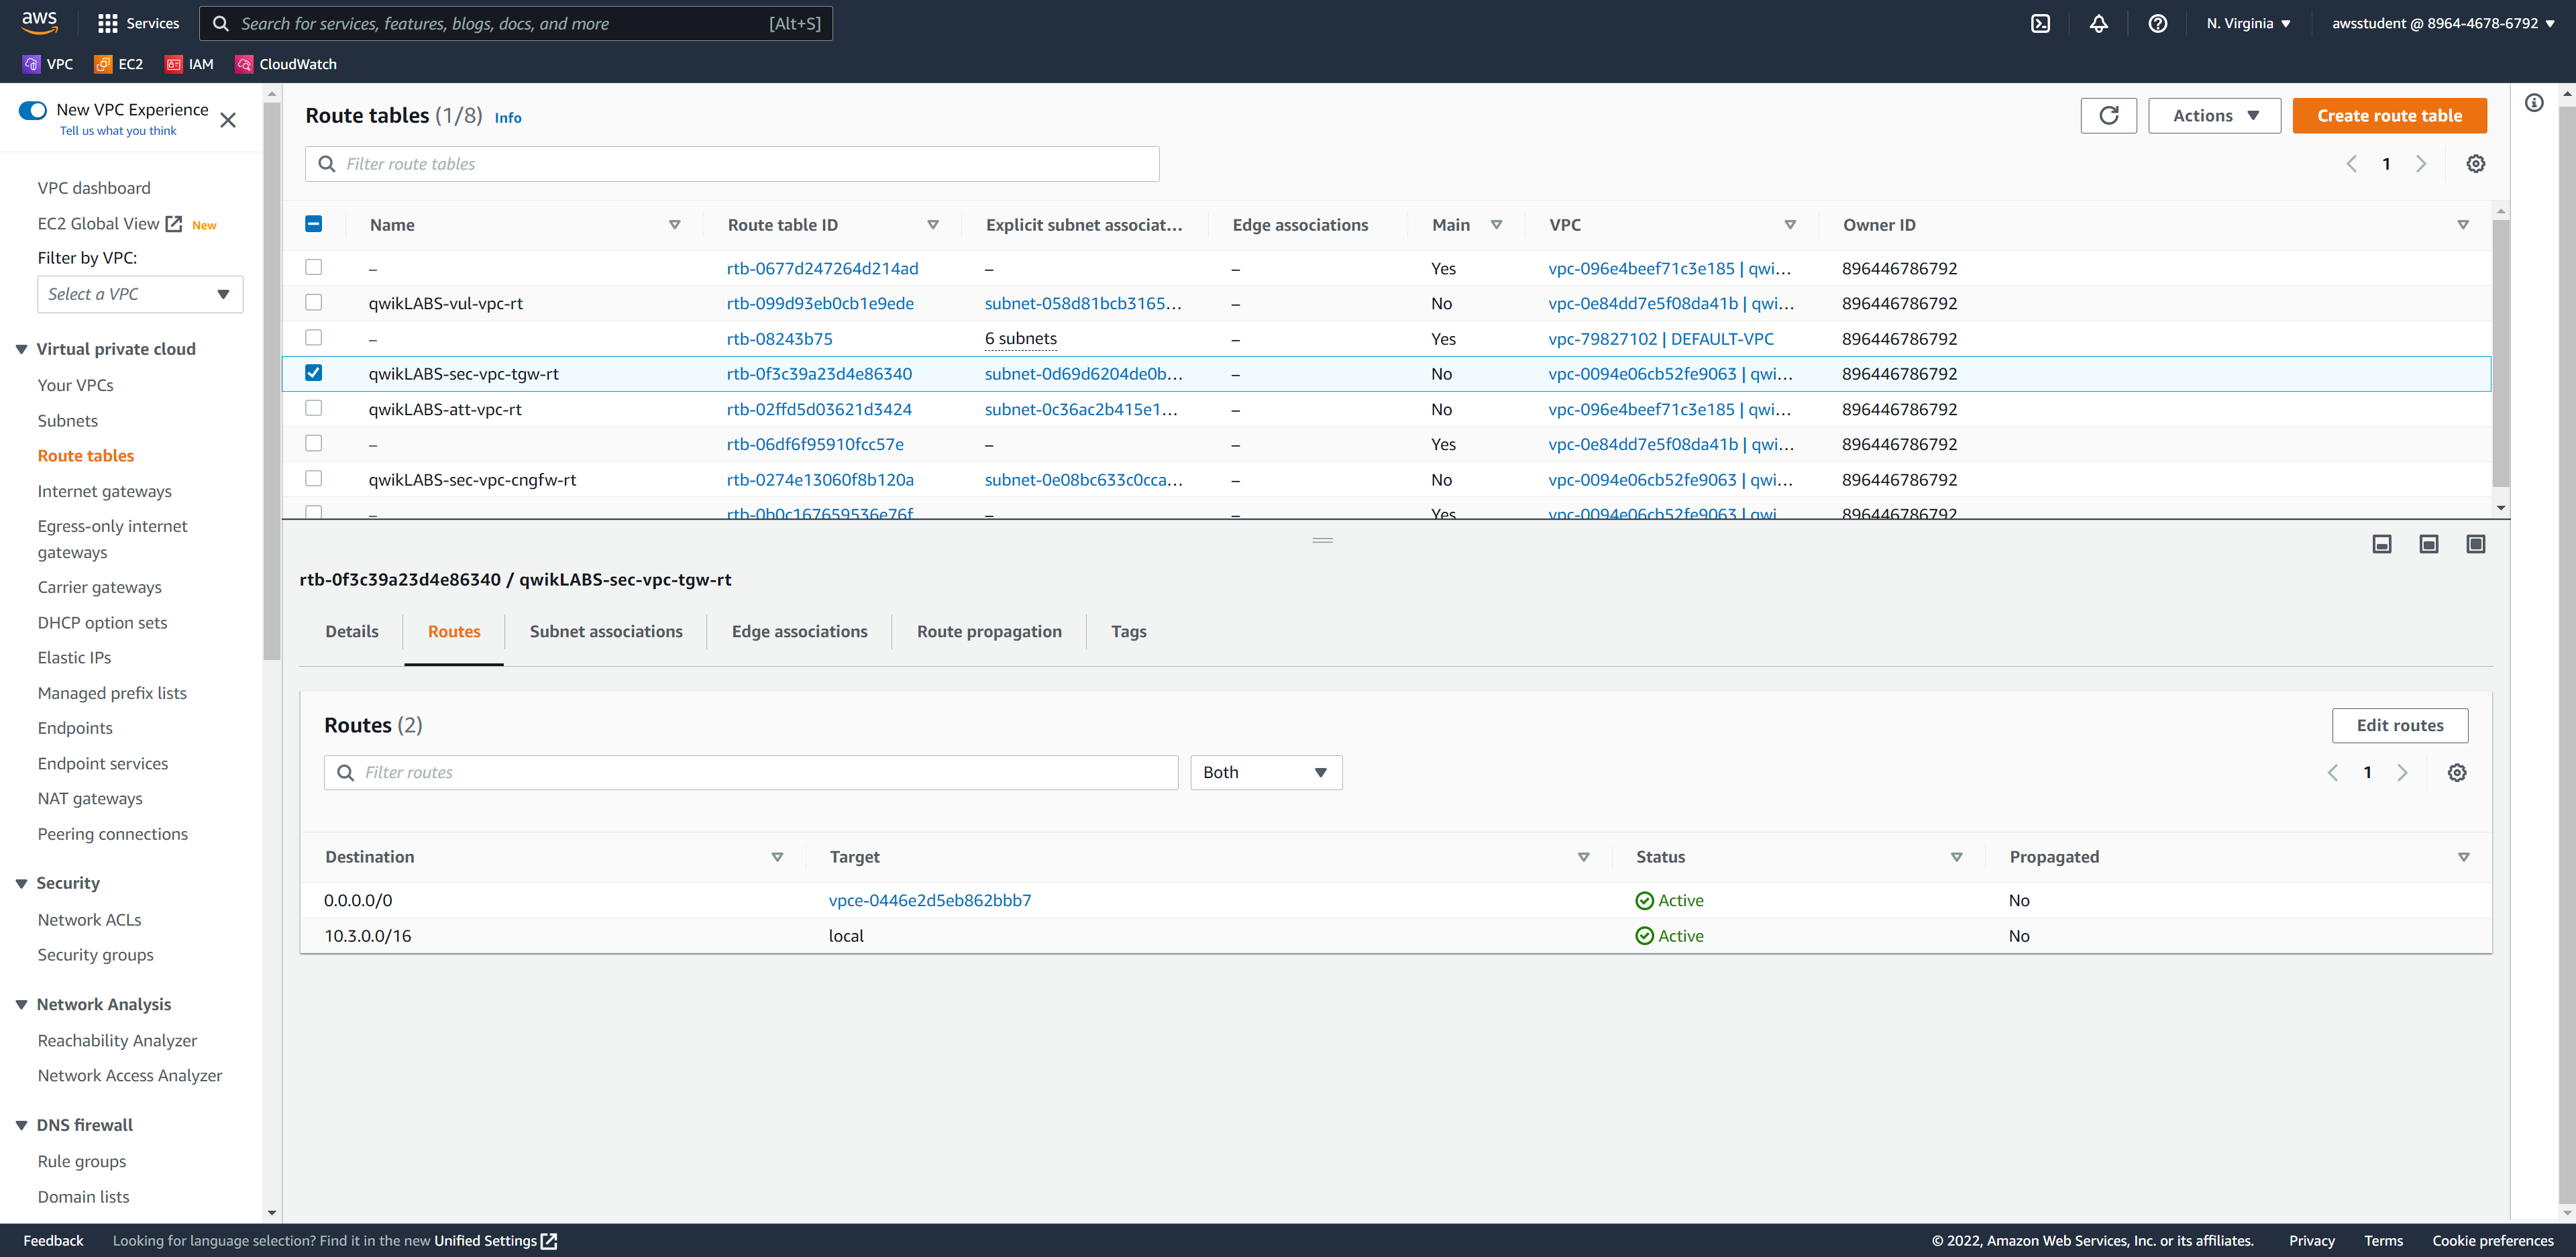 aws Services Search for services, features, blogs, docs, and more [Alt+S] N. Virginia ▼ awsstudent @ 8964-4678-6792 ▼
VPC EC2 IAM CloudWatch
New VPC Experience
Tell us what you think
VPC dashboard
EC2 Global View New
Filter by VPC:
Select a VPC
Virtual private cloud
Your VPCs
Subnets
Route tables
Internet gateways
Egress-only internet
gateways
Carrier gateways
DHCP option sets
Elastic IPs
Managed prefix lists
Endpoints
Endpoint services
NAT gateways
Peering connections
Security
Network ACLs
Security groups
Network Analysis
Reachability Analyzer
Network Access Analyzer
DNS firewall
Rule groups
Domain lists
Route tables (1/8) Info
Actions Create route table
Filter route tables
1
Name Route table ID Explicit subnet associat... Edge associations Main VPC Owner ID
– rtb-0677d247264d214ad – – Yes vpc-096e4beef71c3e185 | qwi... 896446786792
qwikLABS-vul-vpc-rt rtb-099d93eb0cb1e9ede subnet-058d81bcb3165... – No vpc-0e84dd7e5f08da41b | qwi... 896446786792
– rtb-08243b75 6 subnets – Yes vpc-79827102 | DEFAULT-VPC 896446786792
qwikLABS-sec-vpc-tgw-rt rtb-0f3c39a23d4e86340 subnet-0d69d6204de0b... – No vpc-0094e06cb52fe9063 | qwi... 896446786792
qwikLABS-att-vpc-rt rtb-02ffd5d03621d3424 subnet-0c36ac2b415e1... – No vpc-096e4beef71c3e185 | qwi... 896446786792
– rtb-06df6f95910fcc57e – – Yes vpc-0e84dd7e5f08da41b | qwi... 896446786792
qwikLABS-sec-vpc-cngfw-rt rtb-0274e13060f8b120a subnet-0e08bc633c0cca... – No vpc-0094e06cb52fe9063 | qwi... 896446786792
– rtb-0b0c167659536e76f – – Yes vpc-0094e06cb52fe9063 | qwi 896446786792
rtb-0f3c39a23d4e86340 / qwikLABS-sec-vpc-tgw-rt
Details Routes Subnet associations Edge associations Route propagation Tags
Routes (2)
Edit routes
Filter routes Both
1
Destination Target Status Propagated
0.0.0.0/0 vpce-0446e2d5eb862bbb7 Active No
10.3.0.0/16 local Active No
Feedback Looking for language selection? Find it in the new Unified Settings © 2022, Amazon Web Services, Inc. or its affiliates. Privacy Terms Cookie preferences